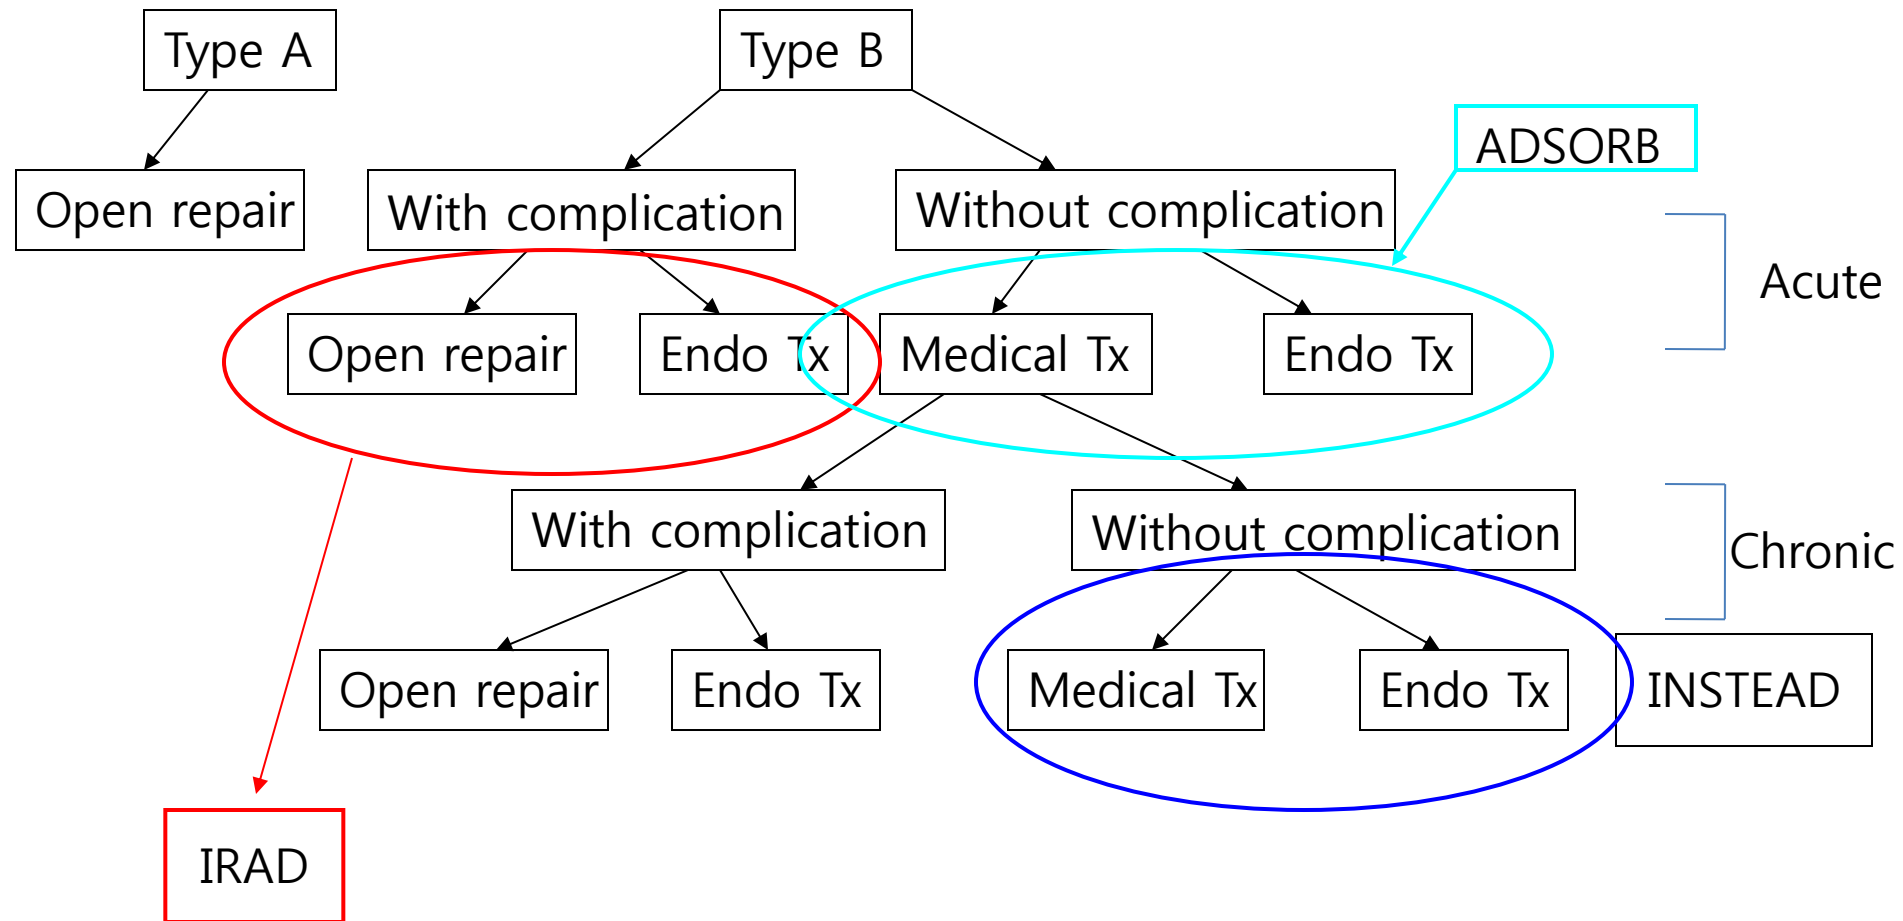 Type A
Type B
ADSORB
Open repair
With complication
Without complication
Acute
Open repair
Endo Tx
Medical Tx
Endo Tx
With complication
Without complication
Chronic
Open repair
Endo Tx
Medical Tx
Endo Tx
INSTEAD
IRAD